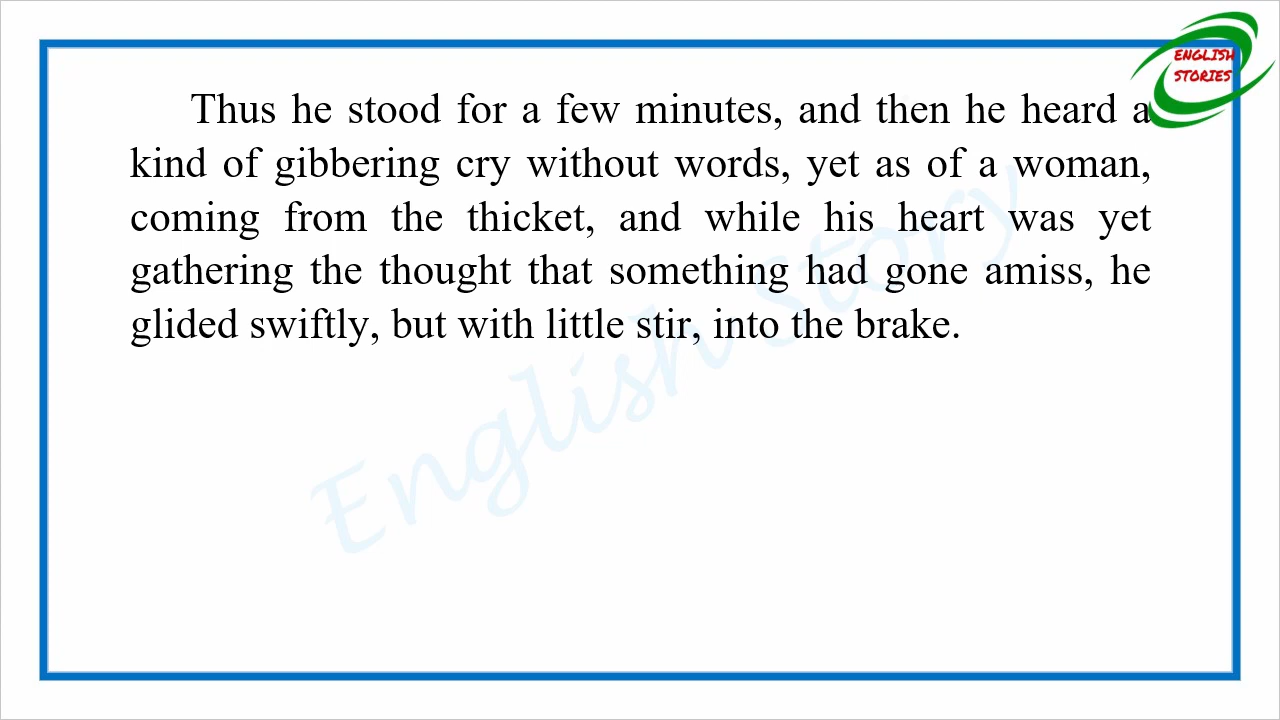 ENGLISH
STORIES
Thus he stood for a few minutes, and then he heard a
kind of gibbering cry without words, yet as of a woman,
coming from the thicket, and while his heart was yet
gathering the thought that something had gone amiss, he
glided swiftly, but with little stir, into the brake.
English Story